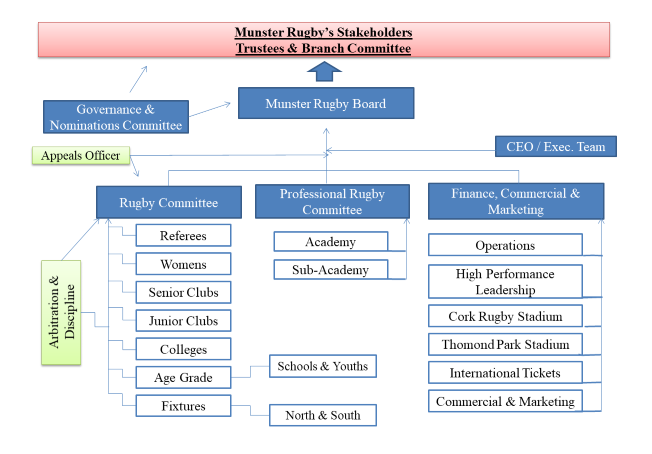 Munster Rugby's Stakeholders
Trustees & Branch Committee
Governance &
Nominations Committee
Munster Rugby Board
CEO / Exec. Team
Appeals Officer
Rugby Committee
Professional Rugby
Committee
Finance, Commercial &
Marketing
Arbitration &
Discipline
Referees
Womens
Senior Clubs
Junior Clubs
Colleges
Age Grade
Fixtures
Schools & Youths
North & South
Academy
Sub-Academy
Operations
High Performance
Leadership
Cork Rugby Stadium
Thomond Park Stadium
International Tickets
Commercial & Marketing